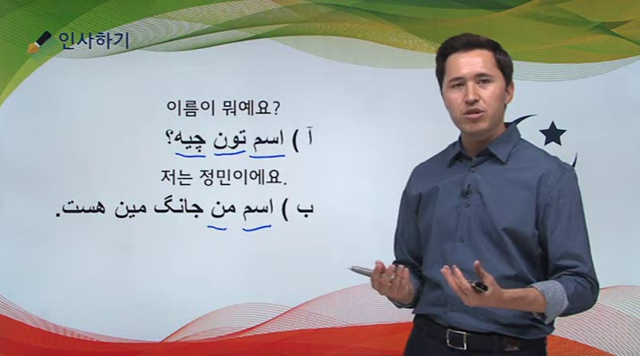 인사하기
이름이 뭐예요?
آ ) اسم تون چیه؟
저는 정민이에요.
ب ) اسم من جانگ مین هست.